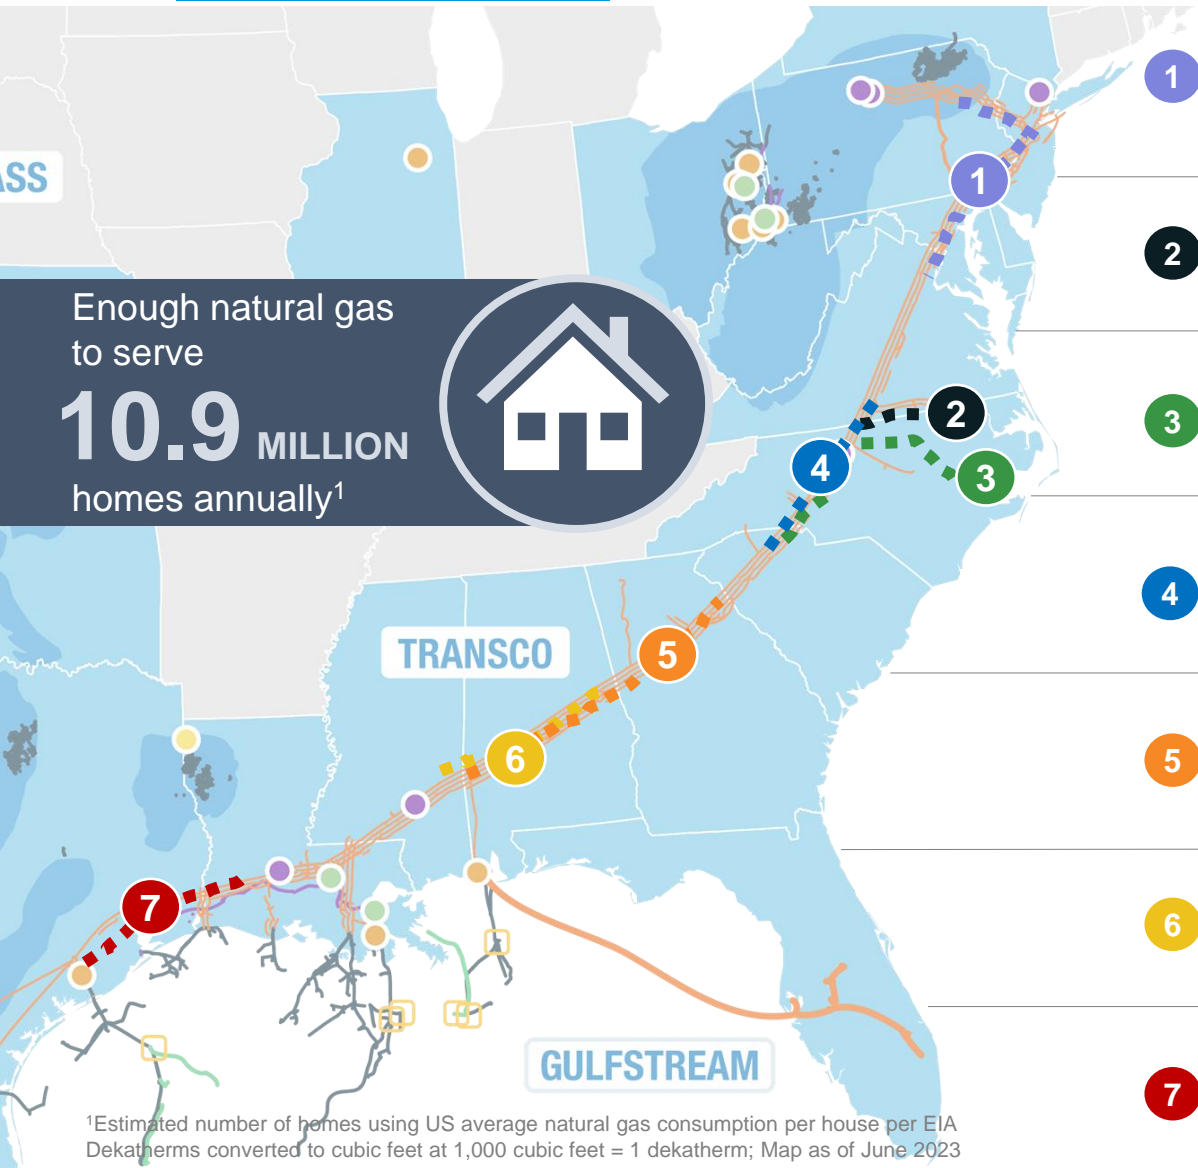 1
ASS
1
2
Enough natural gas
to serve
10.9 MILLION
homes annually1
2
3
4
3
4
TRANSCO
5
5
6
6
7
GULFSTREAM
7
1Estimated number of homes using US average natural gas consumption per house per EIA
Dekatherms converted to cubic feet at 1,000 cubic feet = 1 dekatherm; Map as of June 2023